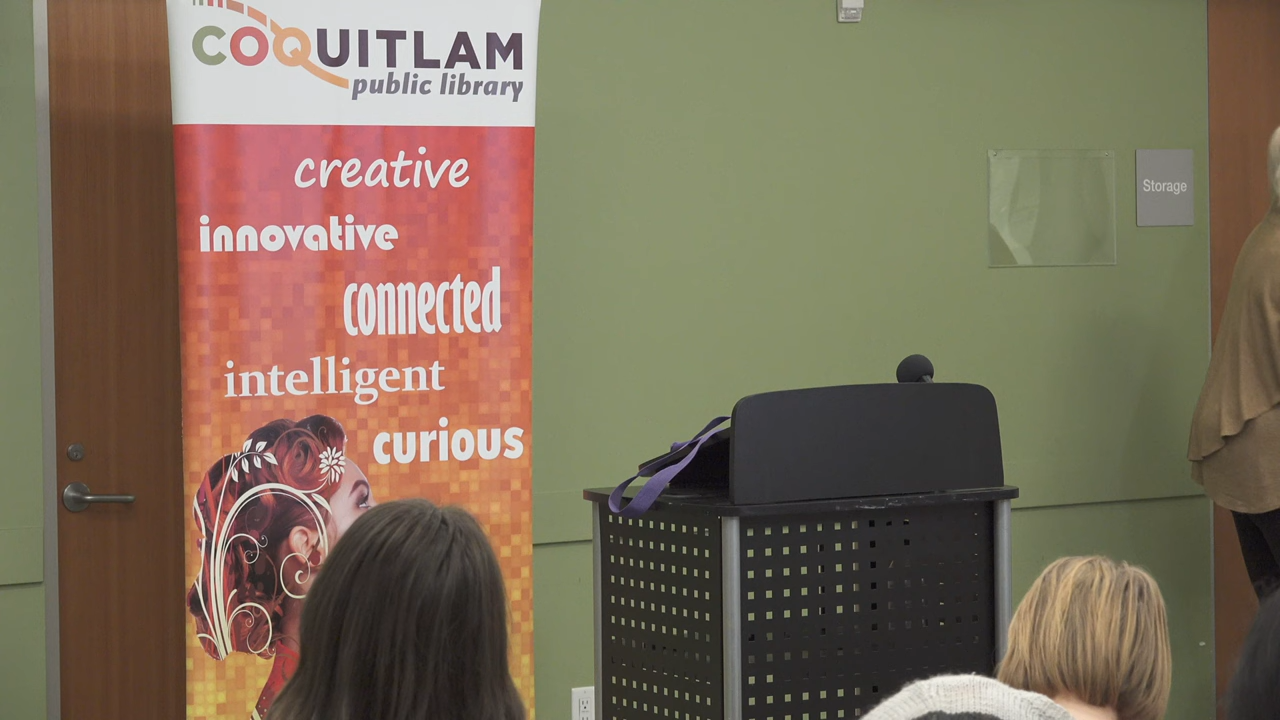 COQUITLAM
public library
creative
innovative
connected
intelligent
curious
Storage